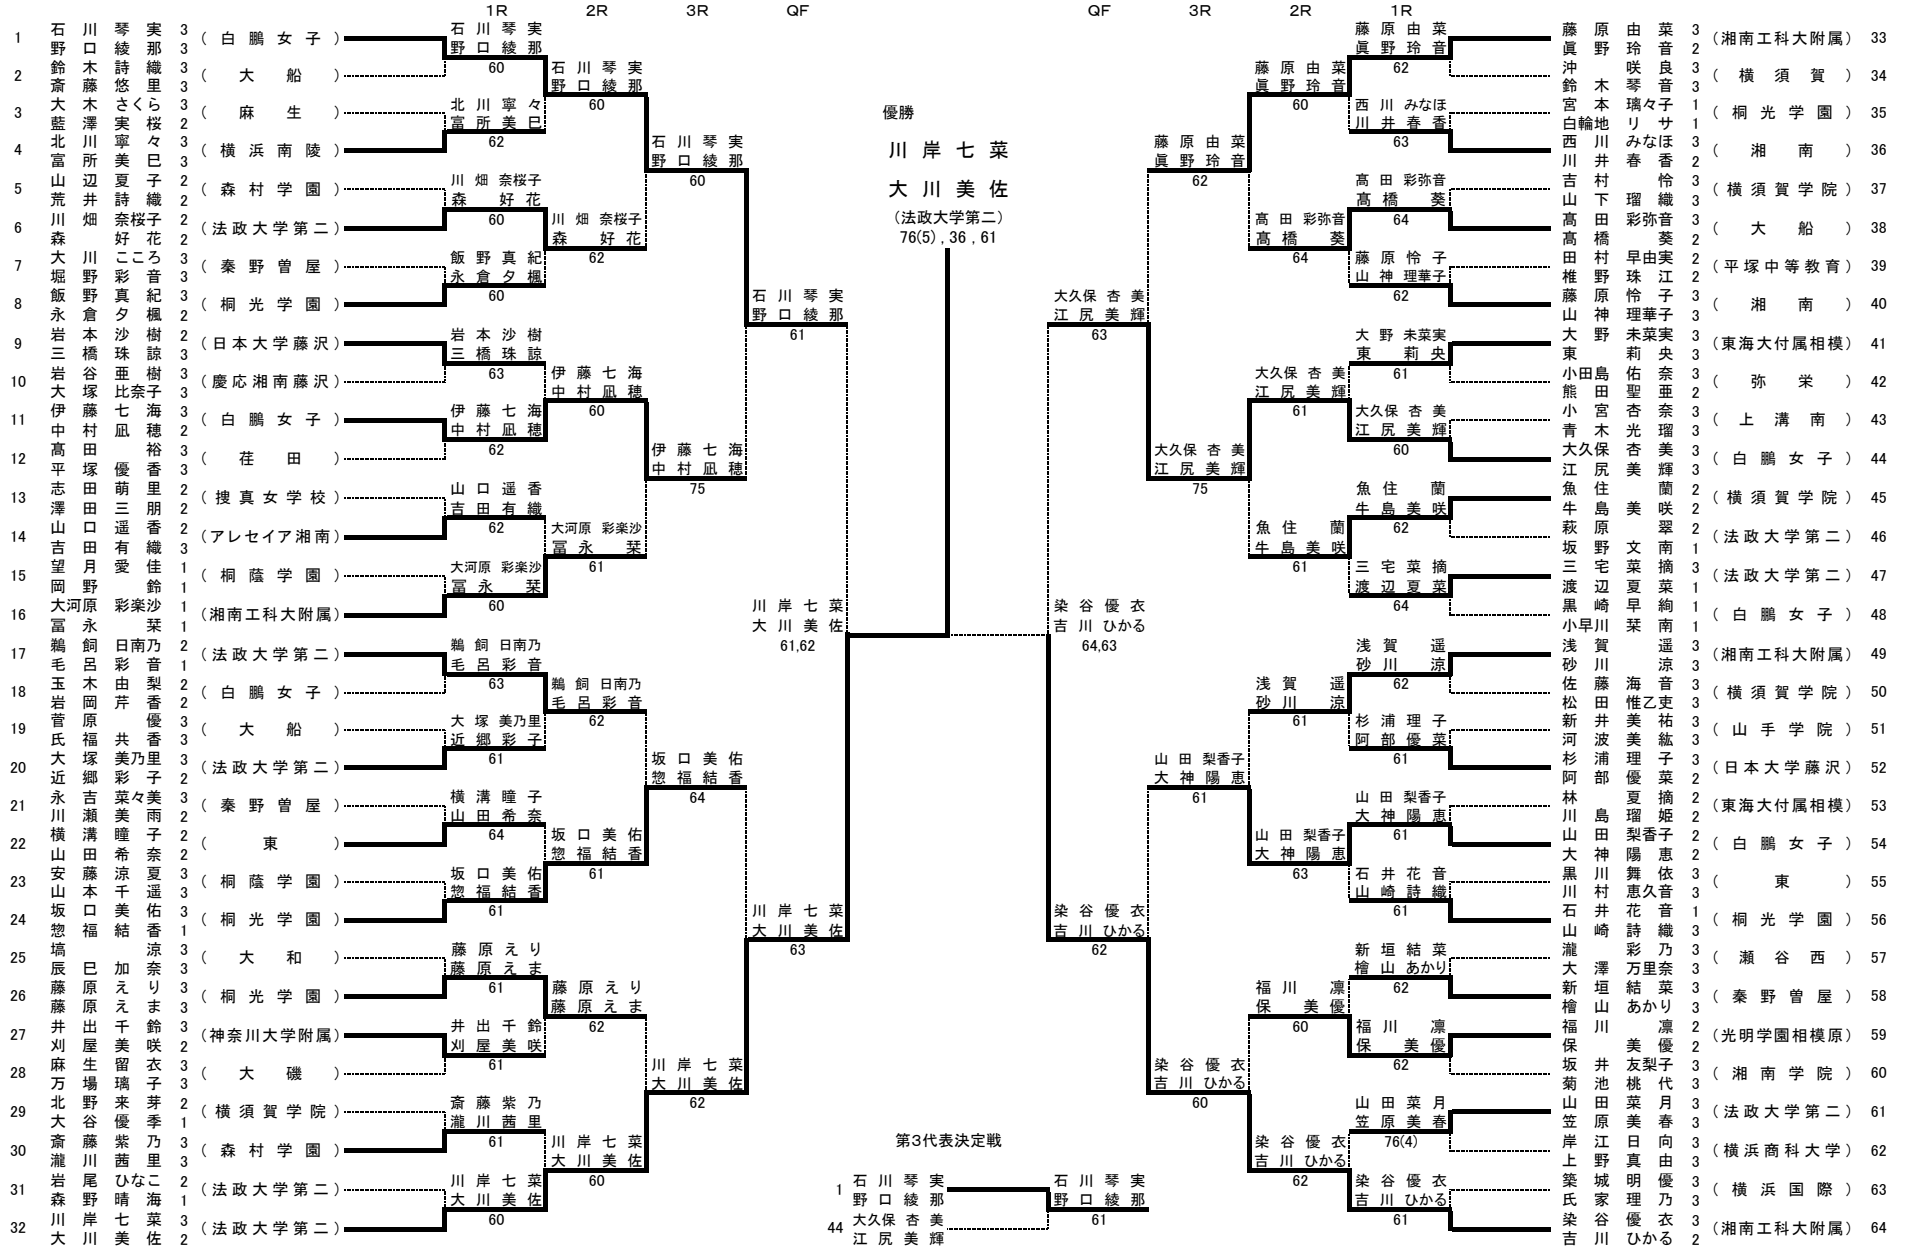 1R 2R 3R QF QF 3R 2R 1R
1 石川琴実 3 野口綾那 3 (白鵬女子)
2 鈴木詩織 3 斎藤悠里 3 (大船)
3 大木さくら 3 藍澤実桜 2 (麻生)
4 北川寧々 3 富所美巳 3 (横浜南陵)
5 山辺夏子 2 荒井詩織 2 (森村学園)
6 川畑奈桜子 2 森好花 2 (法政大学第二)
7 大川こころ 3 堀野彩音 3 (秦野曽屋)
8 飯野真紀 3 永倉夕楓 2 (桐光学園)
9 岩本沙樹 2 三橋珠諒 3 (日本大学藤沢)
10 岩谷亜樹 3 大塚比奈子 3 (慶応湘南藤沢)
11 伊藤七海 3 中村凪穂 2 (白鵬女子)
12 髙田裕 3 平塚優香 3 (荏田)
13 志田萌里 2 澤田三朋 2 (捜真女学校)
14 山口遥香 2 吉田有織 3 (アレセイア湘南)
15 望月愛佳 1 岡野鈴 1 (桐蔭学園)
16 大河原彩楽沙 1 冨永栞 1 (湘南工科大附属)
17 鵜飼日南乃 2 毛呂彩音 1 (法政大学第二)
18 玉木由梨 2 岩岡芹香 2 (白鵬女子)
19 菅原優 3 氏福共香 3 (大船)
20 大塚美乃里 3 近郷彩子 2 (法政大学第二)
21 永吉菜々美 3 川瀬美雨 2 (秦野曽屋)
22 横溝瞳子 2 山田希奈 2 (東)
23 安藤涼夏 3 山本千遥 3 (桐蔭学園)
24 坂口美佑 3 惣福結香 1 (桐光学園)
25 塙涼 3 辰巳加奈 3 (大和)
26 藤原えり 3 藤原えま 3 (桐光学園)
27 井出千鈴 3 刈屋美咲 2 (神奈川大学附属)
28 麻生留衣 3 万場璃子 3 (大磯)
29 北野来芽 2 大谷優季 1 (横須賀学院)
30 斎藤紫乃 3 瀧川茜里 3 (森村学園)
31 岩尾ひなこ 2 森野晴海 1 (法政大学第二)
32 川岸七菜 3 大川美佐 2 (法政大学第二)
石川琴実 野口綾那 60
北川寧々 富所美巳 62
川畑奈桜子 森好花 60
飯野真紀 永倉夕楓 60
岩本沙樹 三橋珠諒 63
伊藤七海 中村凪穂 62
山口遥香 吉田有織 62
大河原彩楽沙 冨永栞 60
鵜飼日南乃 毛呂彩音 63
大塚美乃里 近郷彩子 61
横溝瞳子 山田希奈 64
坂口美佑 惣福結香 61
藤原えり 藤原えま 61
井出千鈴 刈屋美咲 61
斎藤紫乃 瀧川茜里 61
川岸七菜 大川美佐 60
石川琴実 野口綾那 60
川畑奈桜子 森好花 62
伊藤七海 中村凪穂 60
大河原彩楽沙 冨永栞 61
鵜飼日南乃 毛呂彩音 62
坂口美佑 惣福結香 61
藤原えり 藤原えま 62
川岸七菜 大川美佐 60
石川琴実 野口綾那 60
伊藤七海 中村凪穂 75
坂口美佑 惣福結香 64
川岸七菜 大川美佐 62
石川琴実 野口綾那 61
川岸七菜 大川美佐 63
川岸七菜 大川美佐 61,62
優勝
川岸七菜
大川美佐
(法政大学第二)
76(5) , 36 , 61
染谷優衣 吉川ひかる 64,63
大久保杏美 江尻美輝 63
染谷優衣 吉川ひかる 62
藤原由菜 眞野玲音 62
大久保杏美 江尻美輝 75
山田梨香子 大神陽恵 61
染谷優衣 吉川ひかる 60
藤原由菜 眞野玲音 60
髙田彩弥音 髙橋葵 64
大久保杏美 江尻美輝 61
魚住蘭 牛島美咲 61
浅賀遥 砂川涼 61
山田梨香子 大神陽恵 63
福川凛 保美優 60
染谷優衣 吉川ひかる 62
藤原由菜 眞野玲音 62
西川みなほ 川井春香 63
髙田彩弥音 髙橋葵 64
藤原怜子 山神理華子 62
大野未菜実 東莉央 61
大久保杏美 江尻美輝 60
魚住蘭 牛島美咲 62
三宅菜摘 渡辺夏菜 64
浅賀遥 砂川涼 62
杉浦理子 阿部優菜 61
山田梨香子 大神陽恵 61
石井花音 山崎詩織 61
新垣結菜 檜山あかり 62
福川凛 保美優 62
山田菜月 笠原美春 76(4)
染谷優衣 吉川ひかる 61
藤原由菜 3 眞野玲音 2 (湘南工科大附属) 33
沖咲良 3 鈴木琴音 3 (横須賀) 34
宮本璃々子 1 白輪地リサ 1 (桐光学園) 35
西川みなほ 3 川井春香 2 (湘南) 36
吉村怜 3 山下瑠織 3 (横須賀学院) 37
髙田彩弥音 3 髙橋葵 2 (大船) 38
田村早由実 2 椎野珠江 2 (平塚中等教育) 39
藤原怜子 3 山神理華子 3 (湘南) 40
大野未菜実 3 東莉央 3 (東海大付属相模) 41
小田島佑奈 3 熊田聖亜 2 (弥栄) 42
小宮杏奈 3 青木光瑠 3 (上溝南) 43
大久保杏美 3 江尻美輝 3 (白鵬女子) 44
魚住蘭 2 牛島美咲 2 (横須賀学院) 45
萩原翠 2 坂野文南 1 (法政大学第二) 46
三宅菜摘 3 渡辺夏菜 1 (法政大学第二) 47
黒崎早絢 1 小早川栞南 1 (白鵬女子) 48
浅賀遥 3 砂川涼 3 (湘南工科大附属) 49
佐藤海音 3 松田惟乙吏 3 (横須賀学院) 50
新井美祐 3 河波美紘 3 (山手学院) 51
杉浦理子 3 阿部優菜 2 (日本大学藤沢) 52
林夏摘 2 川島瑠姫 2 (東海大付属相模) 53
山田梨香子 2 大神陽恵 2 (白鵬女子) 54
黒川舞依 3 川村恵久音 3 (東) 55
石井花音 1 山崎詩織 3 (桐光学園) 56
瀧彩乃 3 大澤万里奈 3 (瀬谷西) 57
新垣結菜 3 檜山あかり 3 (秦野曽屋) 58
福川凛 2 保美優 2 (光明学園相模原) 59
坂井友梨子 3 菊池桃代 3 (湘南学院) 60
山田菜月 3 笠原美春 3 (法政大学第二) 61
岸江日向 3 上野真由 3 (横浜商科大学) 62
築城明優 3 氏家理乃 3 (横浜国際) 63
染谷優衣 3 吉川ひかる 2 (湘南工科大附属) 64
第3代表決定戦
1 石川琴実 野口綾那
44 大久保杏美 江尻美輝
石川琴実 野口綾那 61